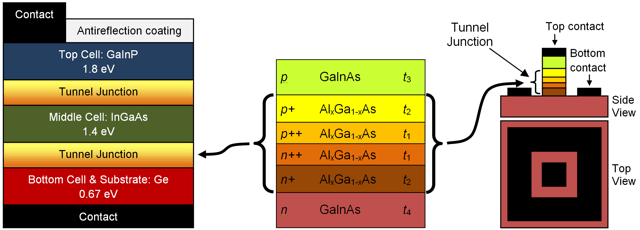 Contact
Antireflection coating
Top Cell: GaInP
1.8 eV
Tunnel Junction
Middle Cell: InGaAs
1.4 eV
Tunnel Junction
Bottom Cell & Substrate: Ge
0.67 eV
Contact
p GaInAs t₃
p+ AlₓGa₁₋ₓAs t₂
p++ AlₓGa₁₋ₓAs t₁
n++ AlₓGa₁₋ₓAs t₁
n+ AlₓGa₁₋ₓAs t₂
n GaInAs t₄
Tunnel
Junction
Top contact
Bottom
contact
Side
View
Top
View